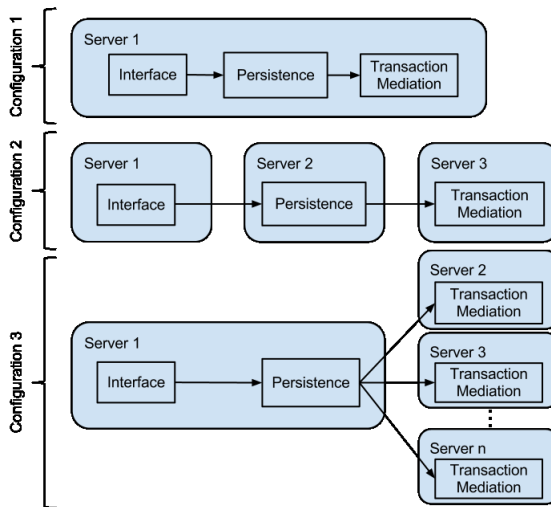 Configuration 1
Server 1
Interface
Persistence
Transaction
Mediation
Configuration 2
Server 1
Interface
Server 2
Persistence
Server 3
Transaction
Mediation
Configuration 3
Server 1
Interface
Persistence
Server 2
Transaction
Mediation
Server 3
Transaction
Mediation
Server n
Transaction
Mediation